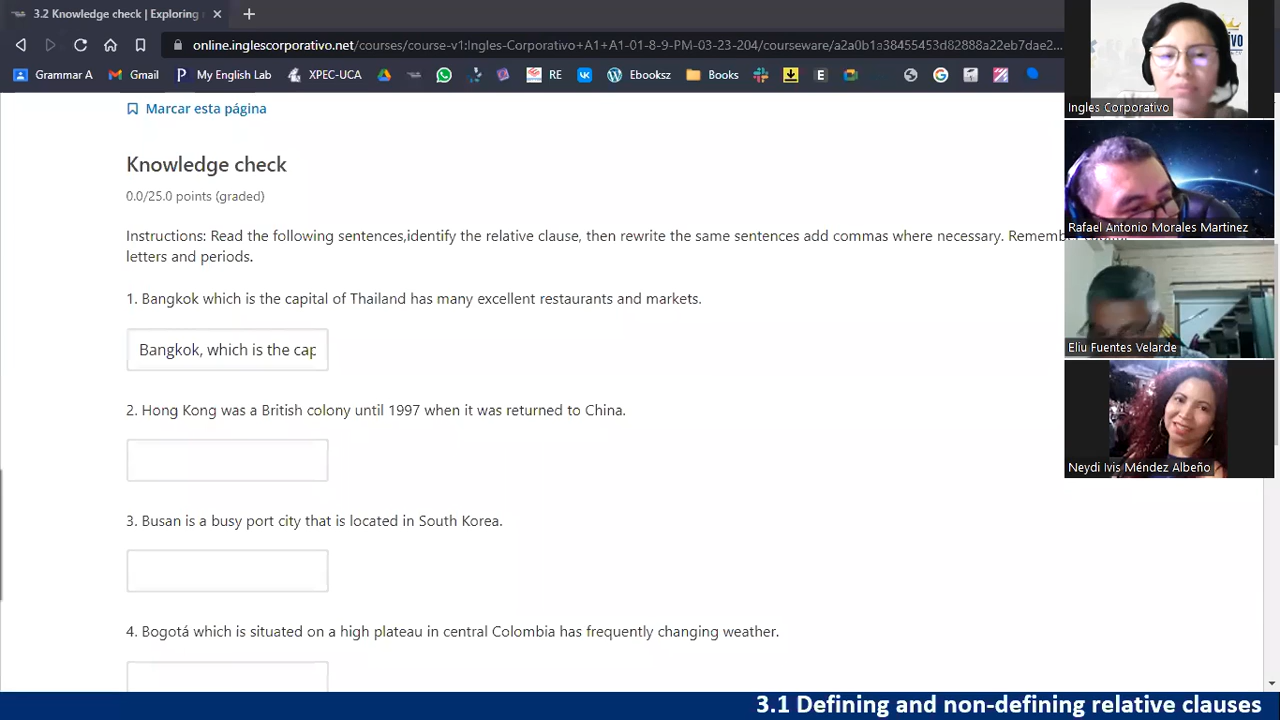 3.2 Knowledge check | Exploring
online.inglescorporativo.net/courses/course-v1:Ingles-Corporativo+A1+A1-01-8-9-PM-03-23-204/courseware/a2a0b1a38455453d82888a22eb7dae2...
Grammar A Gmail My English Lab XPEC-UCA RE Ebooksz Books
Marcar esta página
Knowledge check
0.0/25.0 points (graded)
Instructions: Read the following sentences,identify the relative clause, then rewrite the same sentences add commas where necessary. Remember
letters and periods.
1. Bangkok which is the capital of Thailand has many excellent restaurants and markets.
Bangkok, which is the cap
2. Hong Kong was a British colony until 1997 when it was returned to China.
3. Busan is a busy port city that is located in South Korea.
4. Bogotá which is situated on a high plateau in central Colombia has frequently changing weather.
Ingles Corporativo
Rafael Antonio Morales Martinez
Eliu Fuentes Velarde
Neydi Ivis Méndez Albeño
3.1 Defining and non-defining relative clauses